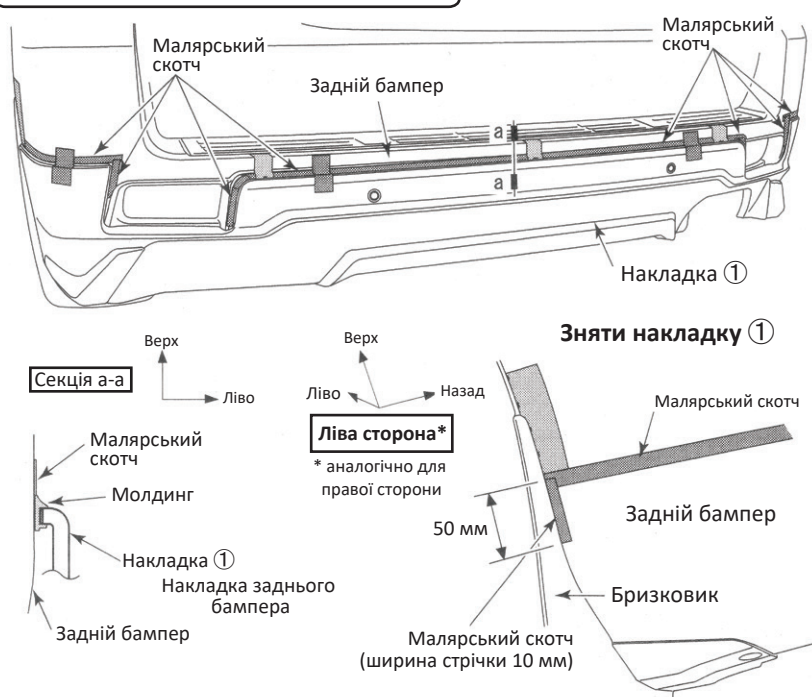 Малярський
скотч
Задній бампер
Малярський
скотч
a
a
Накладка ①
Зняти накладку ①
Верх
Секція a-a
Ліво
Верх
Ліво
Назад
Ліва сторона*
* аналогічно для
правої сторони
Малярський
скотч
Молдинг
Накладка ①
Накладка заднього
бампера
Задній бампер
Малярський скотч
50 мм
Задній бампер
Бризковик
Малярський скотч
(ширина стрічки 10 мм)